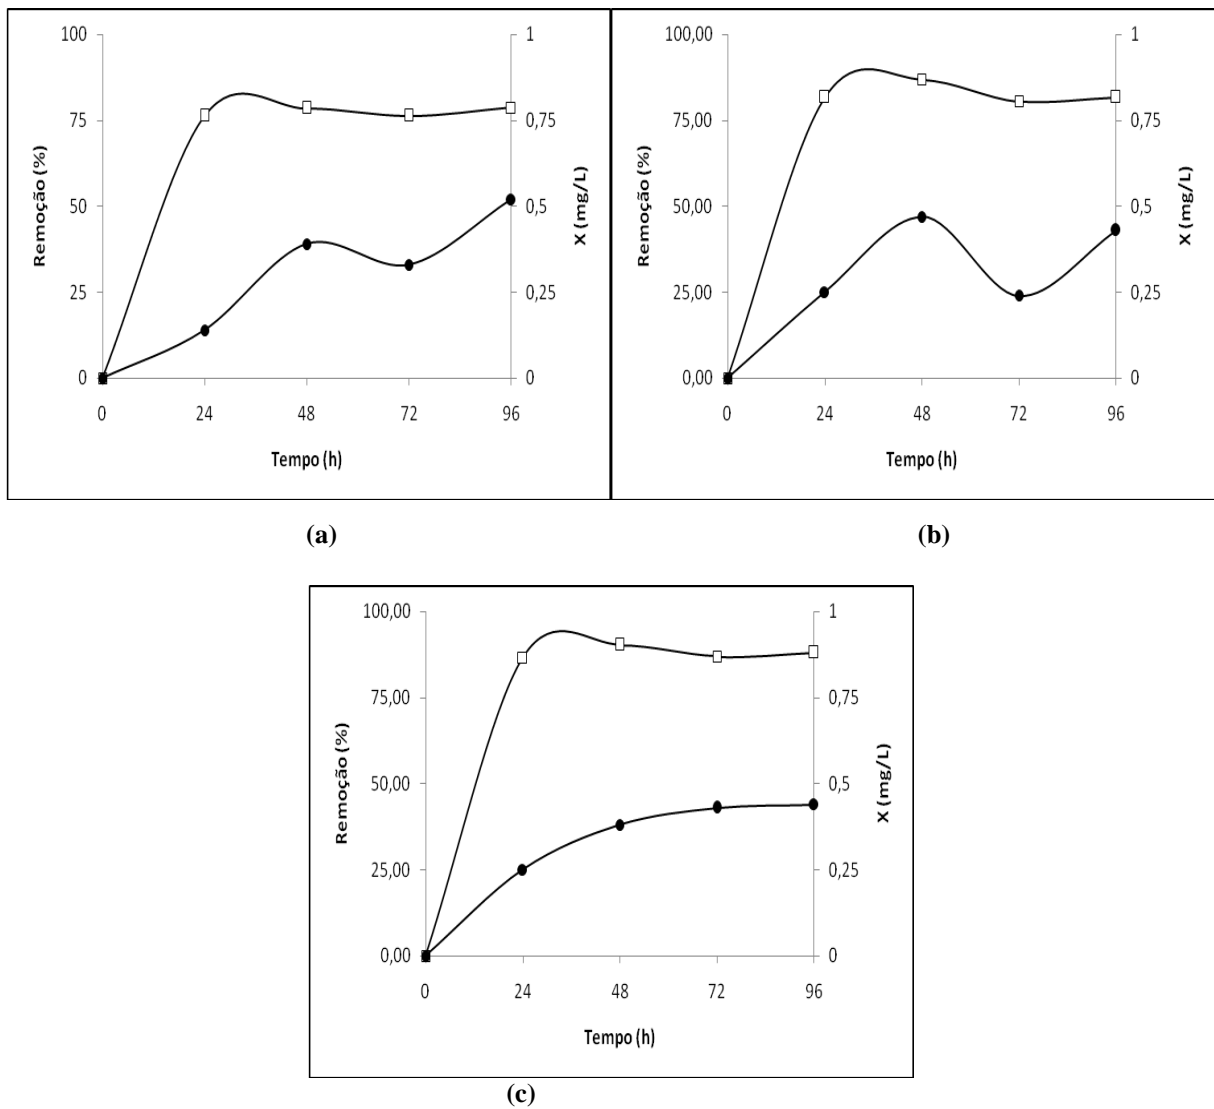 100
75
50
25
0
Remoção (%)
1
0,75
0,5
0,25
0
X (mg/L)
0 24 48 72 96
Tempo (h)
(a)
100,00
75,00
50,00
25,00
0,00
Remoção (%)
1
0,75
0,5
0,25
0
X (mg/L)
0 24 48 72 96
Tempo (h)
(b)
100,00
75,00
50,00
25,00
0,00
Remoção (%)
1
0,75
0,5
0,25
0
X (mg/L)
0 24 48 72 96
Tempo (h)
(c)